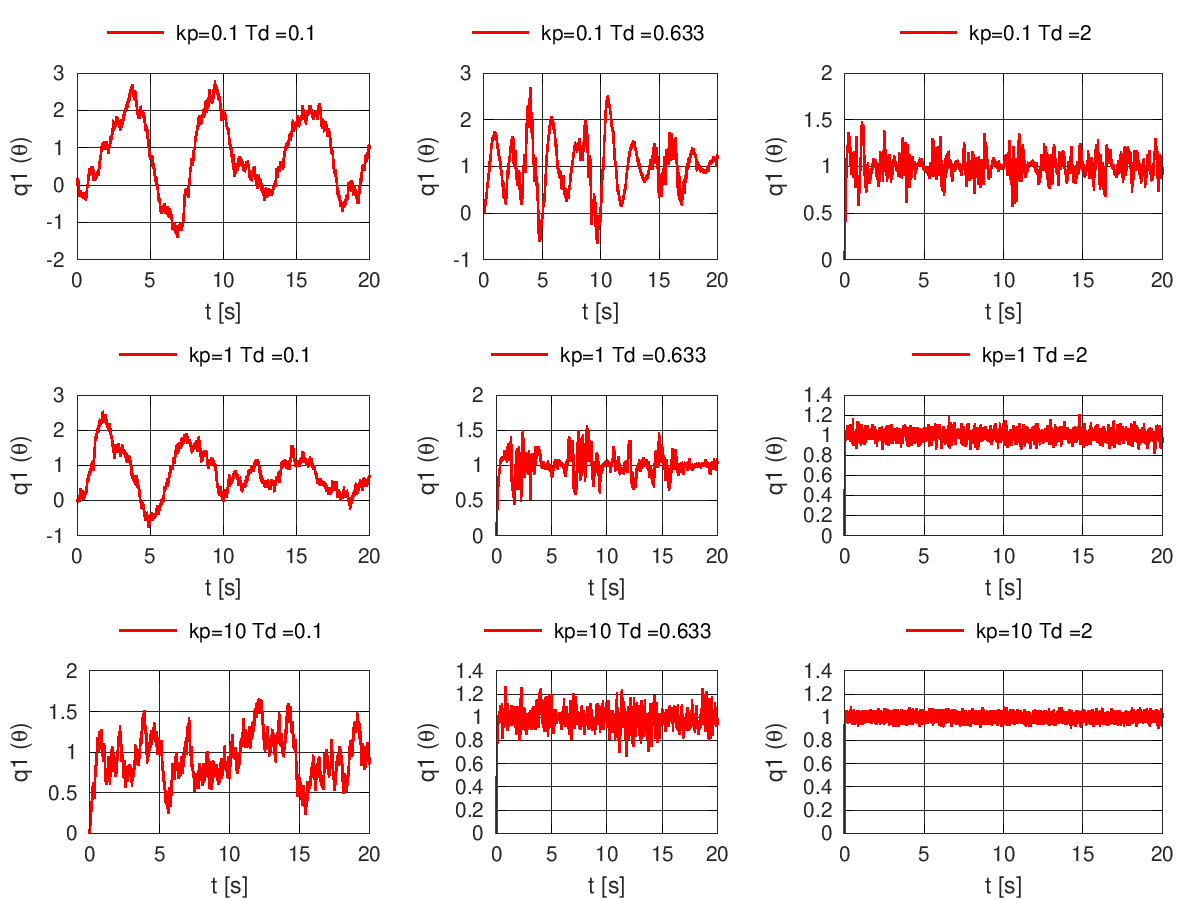 kp=0.1 Td =0.1
kp=0.1 Td =0.633
kp=0.1 Td =2
3
2
1
0
-1
-2
q1 (θ)
0 5 10 15 20
t [s]
3
2
1
0
-1
q1 (θ)
0 5 10 15 20
t [s]
2
1.5
1
0.5
0
q1 (θ)
0 5 10 15 20
t [s]
kp=1 Td =0.1
kp=1 Td =0.633
kp=1 Td =2
3
2
1
0
-1
q1 (θ)
0 5 10 15 20
t [s]
2
1.5
1
0.5
0
q1 (θ)
0 5 10 15 20
t [s]
1.4
1.2
1
0.8
0.6
0.4
0.2
0
q1 (θ)
0 5 10 15 20
t [s]
kp=10 Td =0.1
kp=10 Td =0.633
kp=10 Td =2
2
1.5
1
0.5
0
q1 (θ)
0 5 10 15 20
t [s]
1.4
1.2
1
0.8
0.6
0.4
0.2
0
q1 (θ)
0 5 10 15 20
t [s]
1.4
1.2
1
0.8
0.6
0.4
0.2
0
q1 (θ)
0 5 10 15 20
t [s]